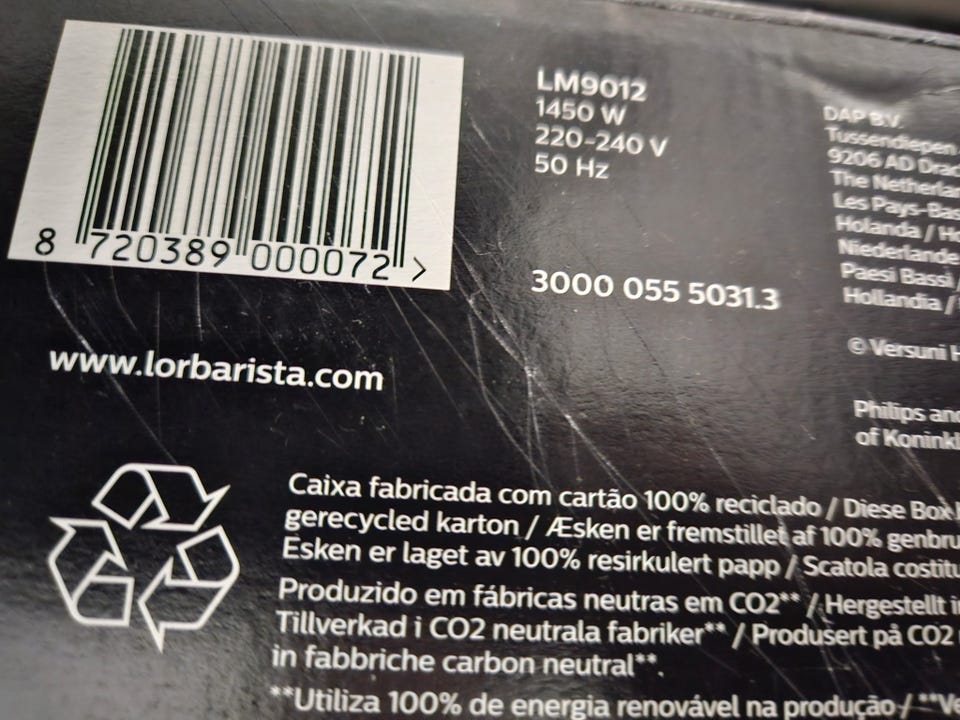 8 720389 000072 >
LM9012
1450 W
220-240 V
50 Hz
3000 055 5031.3
DAP B.V.
Tussendiepen
9206 AD
The
Les Pays-Bas
Holanda /
Niederlande
Paesi Bassi /
Hollandia /
© Versuni
Philips and
of
www.lorbarista.com
Caixa fabricada com cartão 100% reciclado / Diese Box
gerecycled karton / Æsken er fremstillet af 100%
Esken er laget av 100% resirkulert papp / Scatola
Produzido em fábricas neutras em CO2** / Hergestellt
Tillverkad i CO2 neutrala fabriker** / Produsert på CO2
in fabbriche carbon neutral**.
**Utiliza 100% de energia renovável na produção /